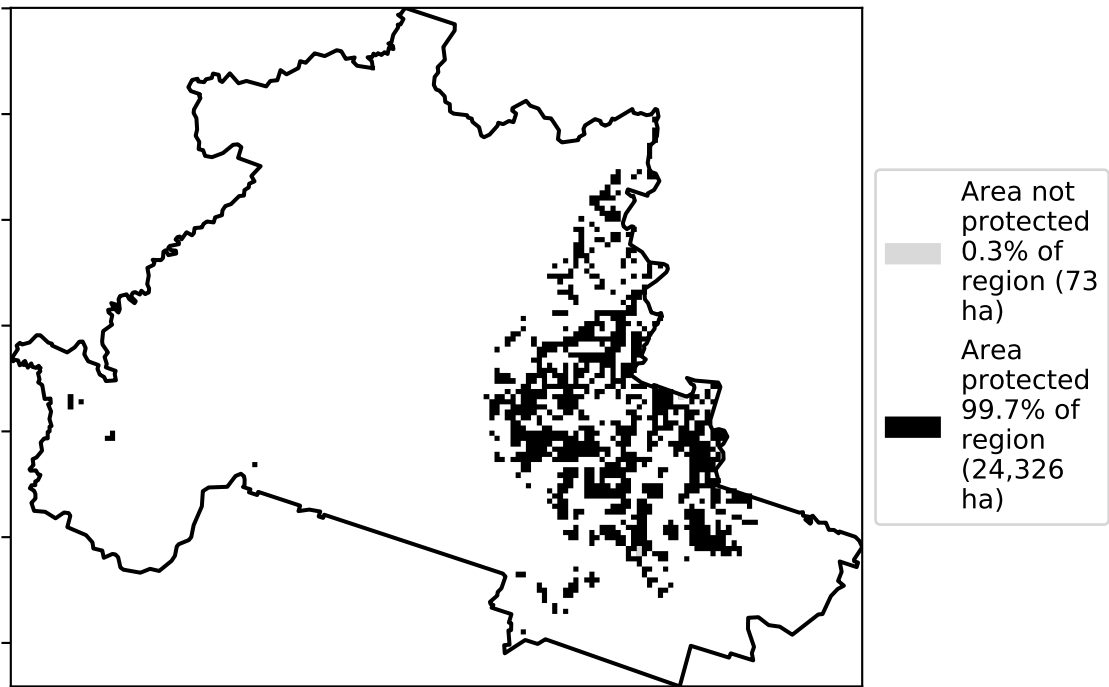 Area not
protected
0.3% of
region (73
ha)
Area
protected
99.7% of
region
(24,326
ha)